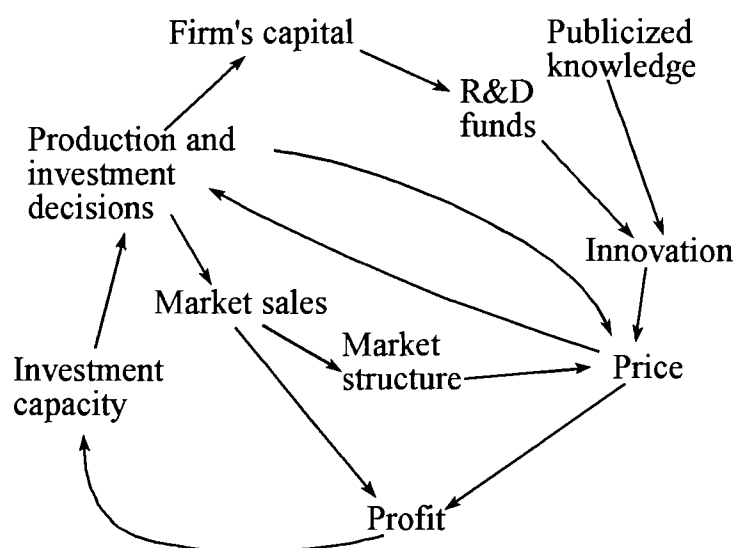 Firm's capital
Publicized
knowledge
R&D
funds
Production and
investment
decisions
Innovation
Market sales
Market
structure
Price
Investment
capacity
Profit